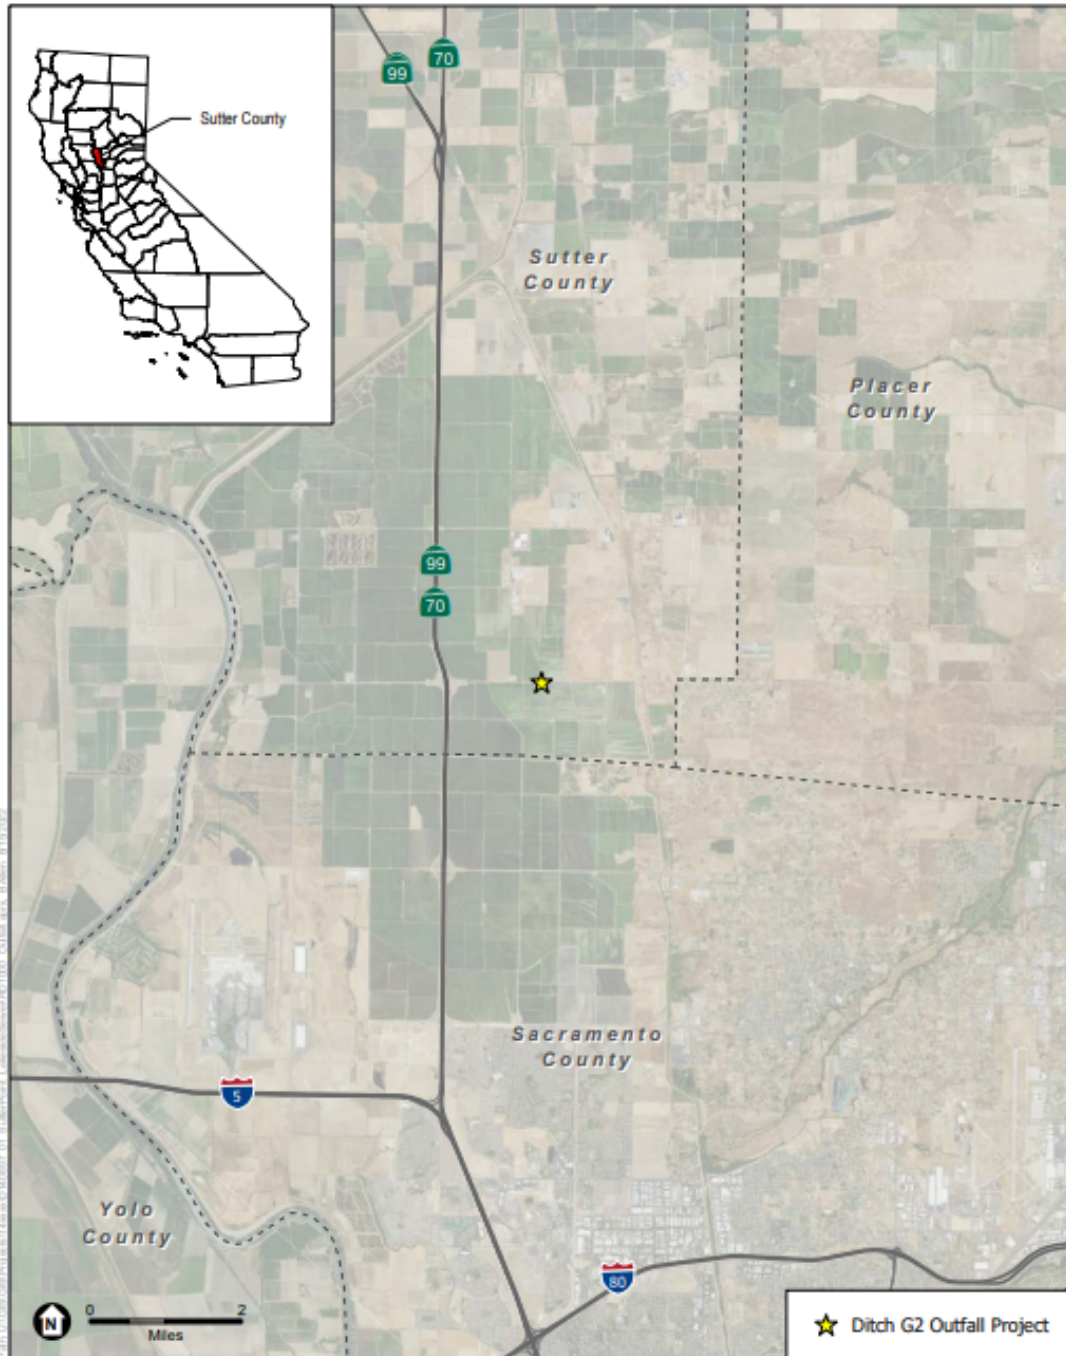 Sutter County
99
70
Sutter
County
Placer
County
99
70
Sacramento
County
5
Yolo
County
80
N
0 2
Miles
Ditch G2 Outfall Project